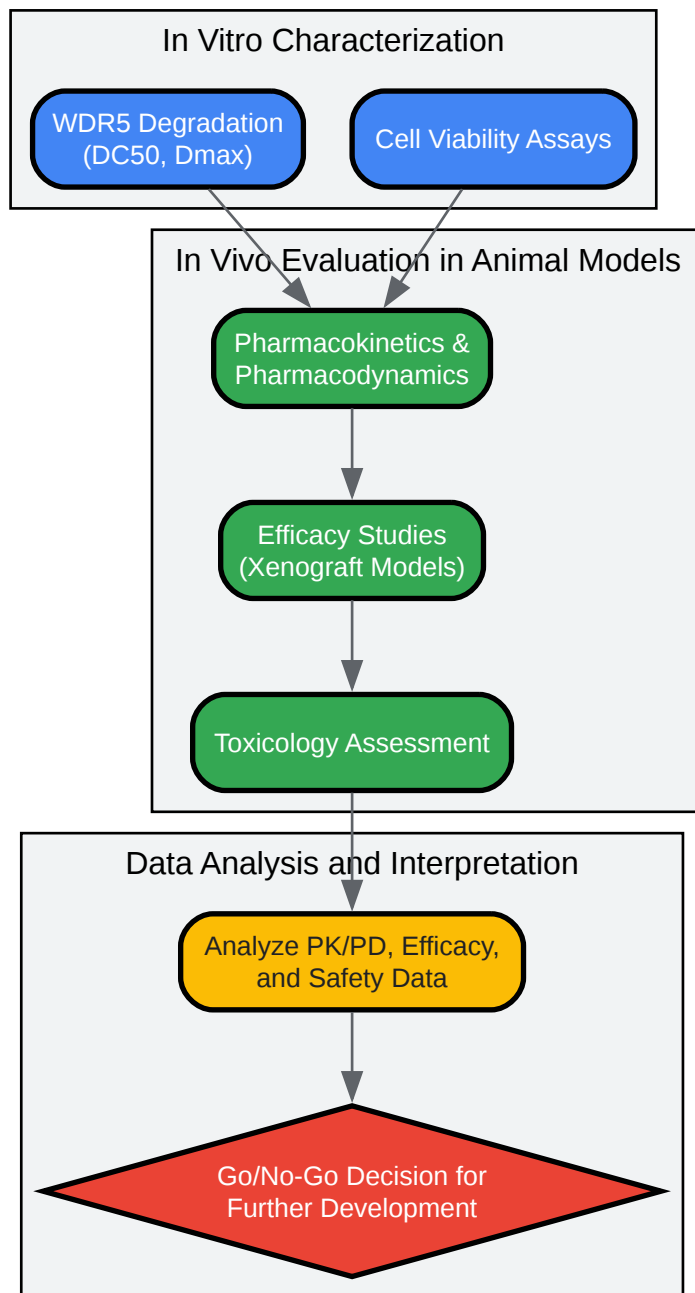 In Vitro Characterization
WDR5 Degradation
(DC50, Dmax)
Cell Viability Assays
In Vivo Evaluation in Animal Models
Pharmacokinetics &
Pharmacodynamics
Efficacy Studies
(Xenograft Models)
Toxicology Assessment
Data Analysis and Interpretation
Analyze PK/PD, Efficacy,
and Safety Data
Go/No-Go Decision for
Further Development